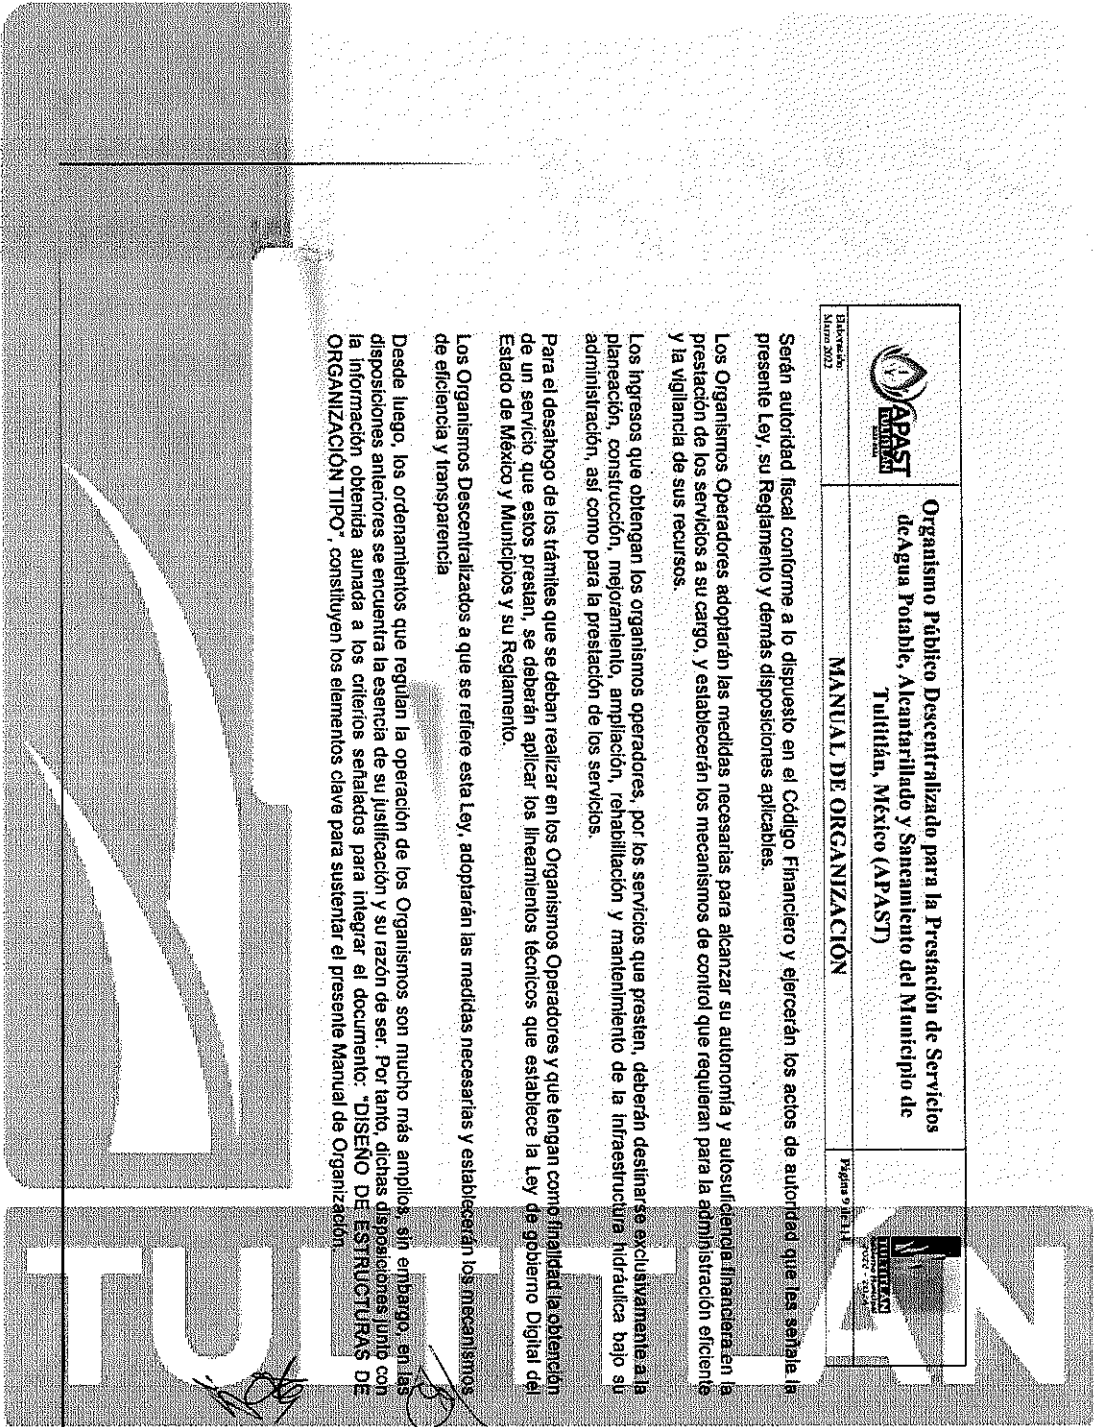 APAST
TULTITLÁN
Organismo Público Descentralizado para la Prestación de Servicios
deAgua Potable, Alcantarillado y Saneamiento del Municipio de
Tultitlán, México (APAST)
TULTITLÁN
Elaboración:
Marzo 2022
MANUAL DE ORGANIZACIÓN
Página 9 de 114
Serán autoridad fiscal conforme a lo dispuesto en el Código Financiero y ejercerán los actos de autoridad que les señale la
presente Ley, su Reglamento y demás disposiciones aplicables.
Los Organismos Operadores adoptarán las medidas necesarias para alcanzar su autonomía y autosuficiencia financiera en la
prestación de los servicios a su cargo, y establecerán los mecanismos de control que requieran para la administración eficiente
y la vigilancia de sus recursos.
Los ingresos que obtengan los organismos operadores, por los servicios que presten, deberán destinarse exclusivamente a la
planeación, construcción, mejoramiento, ampliación, rehabilitación y mantenimiento de la infraestructura hidráulica bajo su
administración, así como para la prestación de los servicios.
Para el desahogo de los trámites que se deban realizar en los Organismos Operadores y que tengan como finalidad la obtención
de un servicio que estos prestan, se deberán aplicar los lineamientos técnicos que establece la Ley de gobierno Digital del
Estado de México y Municipios y su Reglamento.
Los Organismos Descentralizados a que se refiere esta Ley, adoptarán las medidas necesarias y establecerán los mecanismos
de eficiencia y transparencia
Desde luego, los ordenamientos que regulan la operación de los Organismos son mucho más amplios, sin embargo, en las
disposiciones anteriores se encuentra la esencia de su justificación y su razón de ser. Por tanto, dichas disposiciones junto con
la información obtenida aunada a los criterios señalados para integrar el documento: "DISEÑO DE ESTRUCTURAS DE
ORGANIZACIÓN TIPO", constituyen los elementos clave para sustentar el presente Manual de Organización.
TULTITLÁN